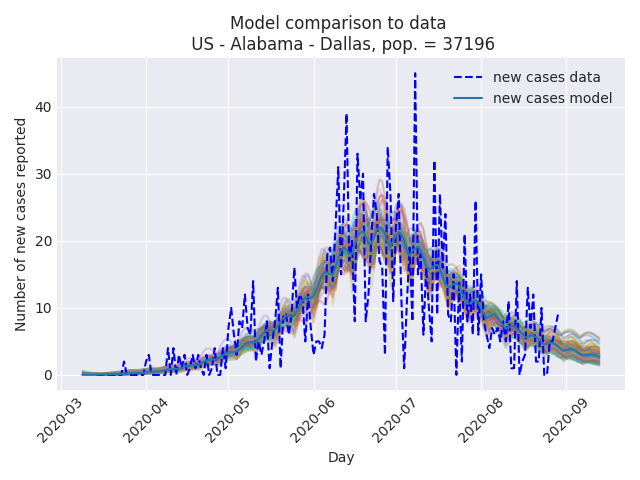 Model comparison to data
US - Alabama - Dallas, pop. = 37196
new cases data
new cases model
Number of new cases reported
40
30
20
10
0
2020-03
2020-04
2020-05
2020-06
2020-07
2020-08
2020-09
Day